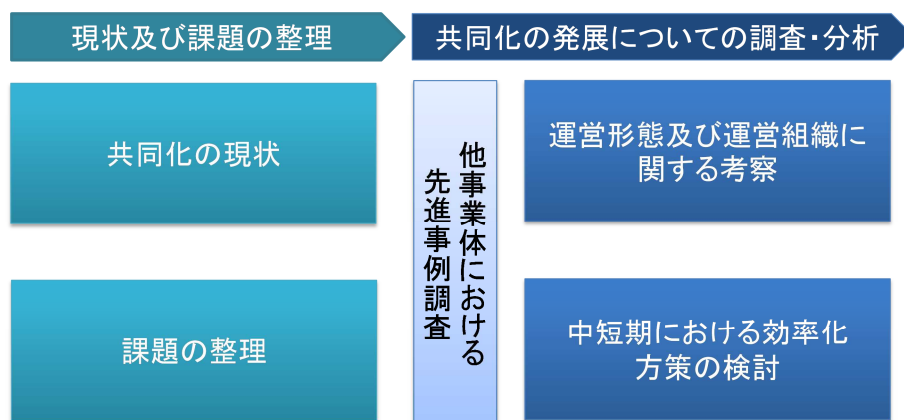 現状及び課題の整理
共同化の発展についての調査・分析
共同化の現状
課題の整理
他事業体における
先進事例調査
運営形態及び運営組織に
関する考察
中短期における効率化
方策の検討